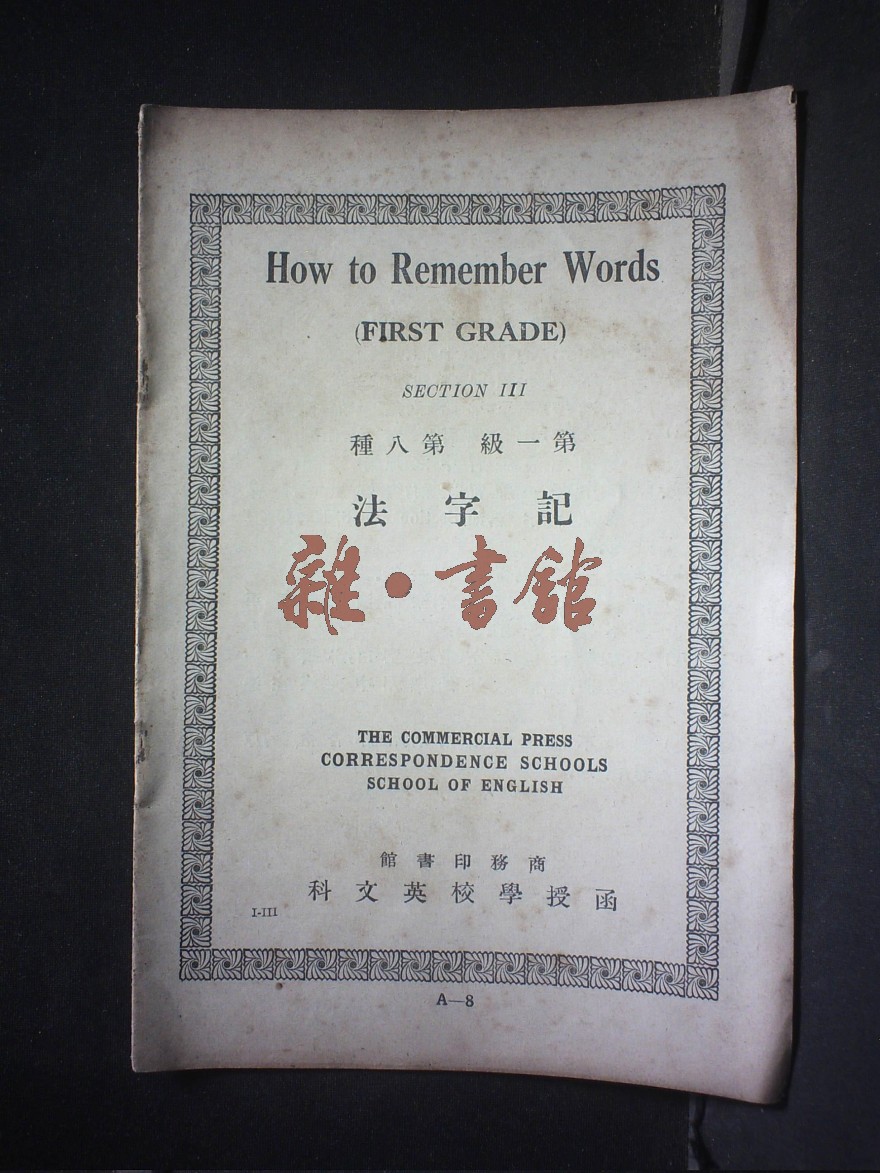 How to Remember Words
(FIRST GRADE)
SECTION III
第一級 第八種
記字法
雜·書館
THE COMMERCIAL PRESS
CORRESPONDENCE SCHOOLS
SCHOOL OF ENGLISH
商務印書館
函授學校英文科
I-III
A—8